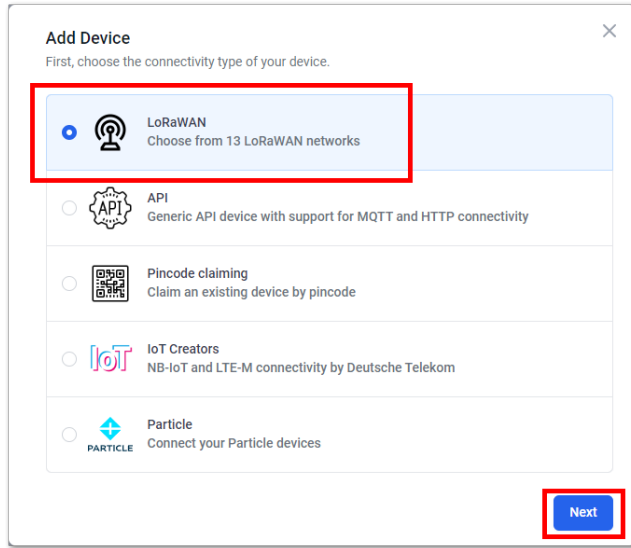 Add Device
First, choose the connectivity type of your device.
LoRaWAN
Choose from 13 LoRaWAN networks
API
API
Generic API device with support for MQTT and HTTP connectivity
Pincode claiming
Claim an existing device by pincode
IoT
IoT Creators
NB-IoT and LTE-M connectivity by Deutsche Telekom
PARTICLE
Particle
Connect your Particle devices
Next